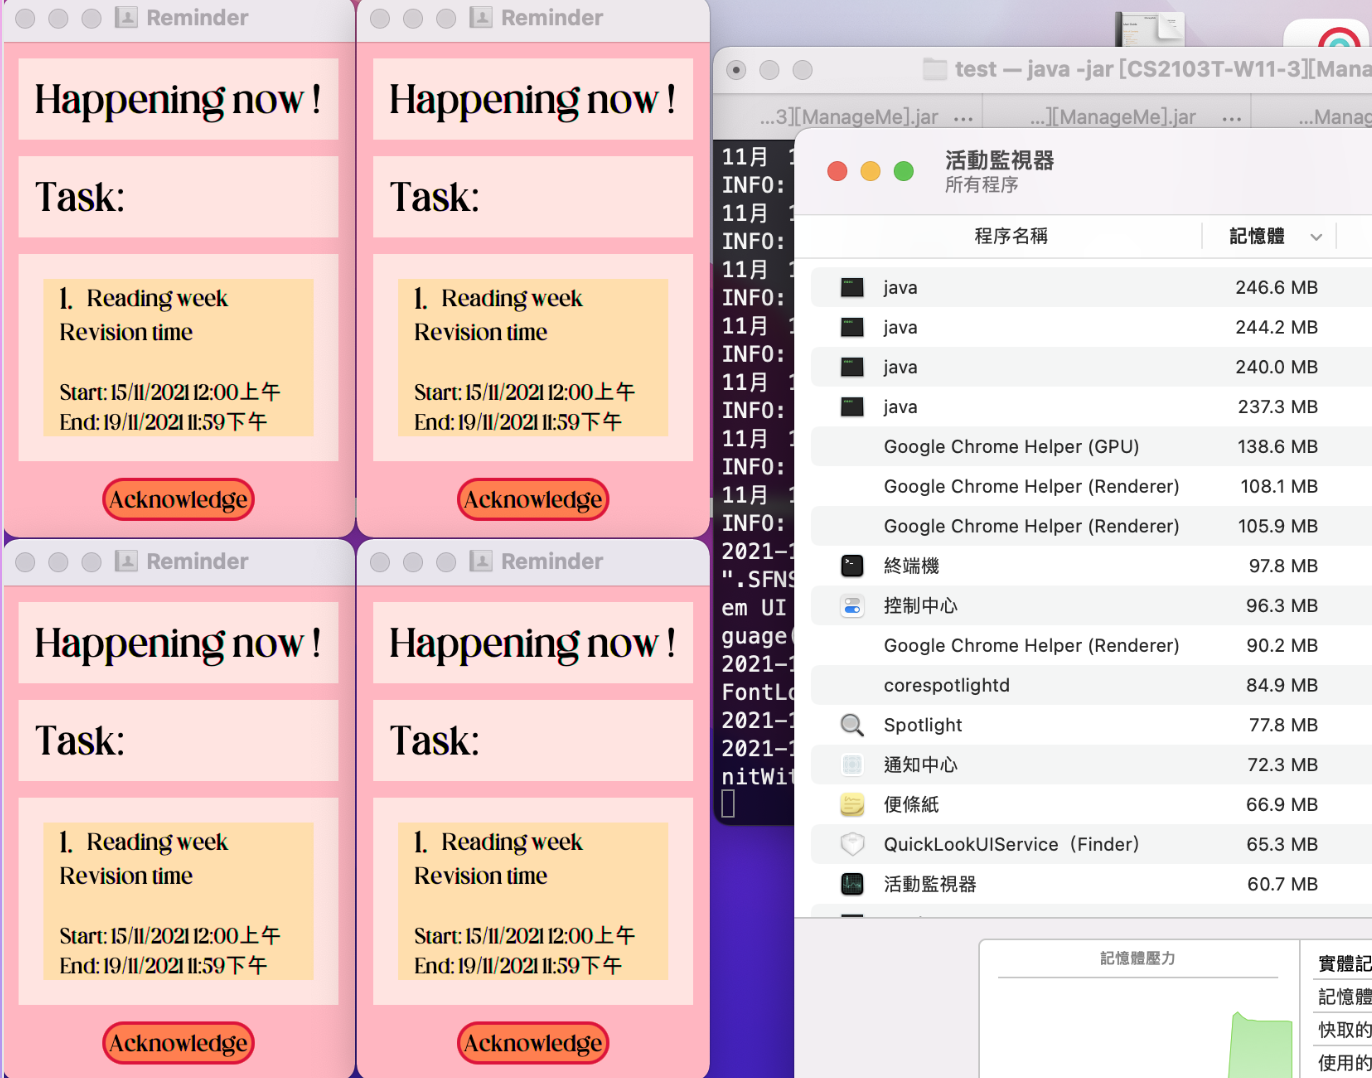 Reminder
Happening now !
Task:
1. Reading week
Revision time
Start: 15/11/2021 12:00上午
End: 19/11/2021 11:59下午
Acknowledge
Reminder
Happening now !
Task:
1. Reading week
Revision time
Start: 15/11/2021 12:00上午
End: 19/11/2021 11:59下午
Acknowledge
Reminder
Happening now !
Task:
1. Reading week
Revision time
Start: 15/11/2021 12:00上午
End: 19/11/2021 11:59下午
Acknowledge
Reminder
Happening now !
Task:
1. Reading week
Revision time
Start: 15/11/2021 12:00上午
End: 19/11/2021 11:59下午
Acknowledge
test — java -jar [CS2103T-W11-3][Mana
...3][ManageMe].jar ...
...][ManageMe].jar ...
...Manag
11月 1
INFO:
11月 1
INFO:
11月 1
INFO:
11月 1
INFO:
11月 1
INFO:
11月 1
INFO:
11月 1
INFO:
2021-1
".SFNS
em UI
guage(
2021-1
FontLo
2021-1
2021-1
nitWit
活動監視器
所有程序
程序名稱 記憶體
java 246.6 MB
java 244.2 MB
java 240.0 MB
java 237.3 MB
Google Chrome Helper (GPU) 138.6 MB
Google Chrome Helper (Renderer) 108.1 MB
Google Chrome Helper (Renderer) 105.9 MB
終端機 97.8 MB
控制中心 96.3 MB
Google Chrome Helper (Renderer) 90.2 MB
corespotlightd 84.9 MB
Spotlight 77.8 MB
通知中心 72.3 MB
便條紙 66.9 MB
QuickLookUIService（Finder） 65.3 MB
活動監視器 60.7 MB
記憶體壓力
實體記
記憶體
快取的
使用的